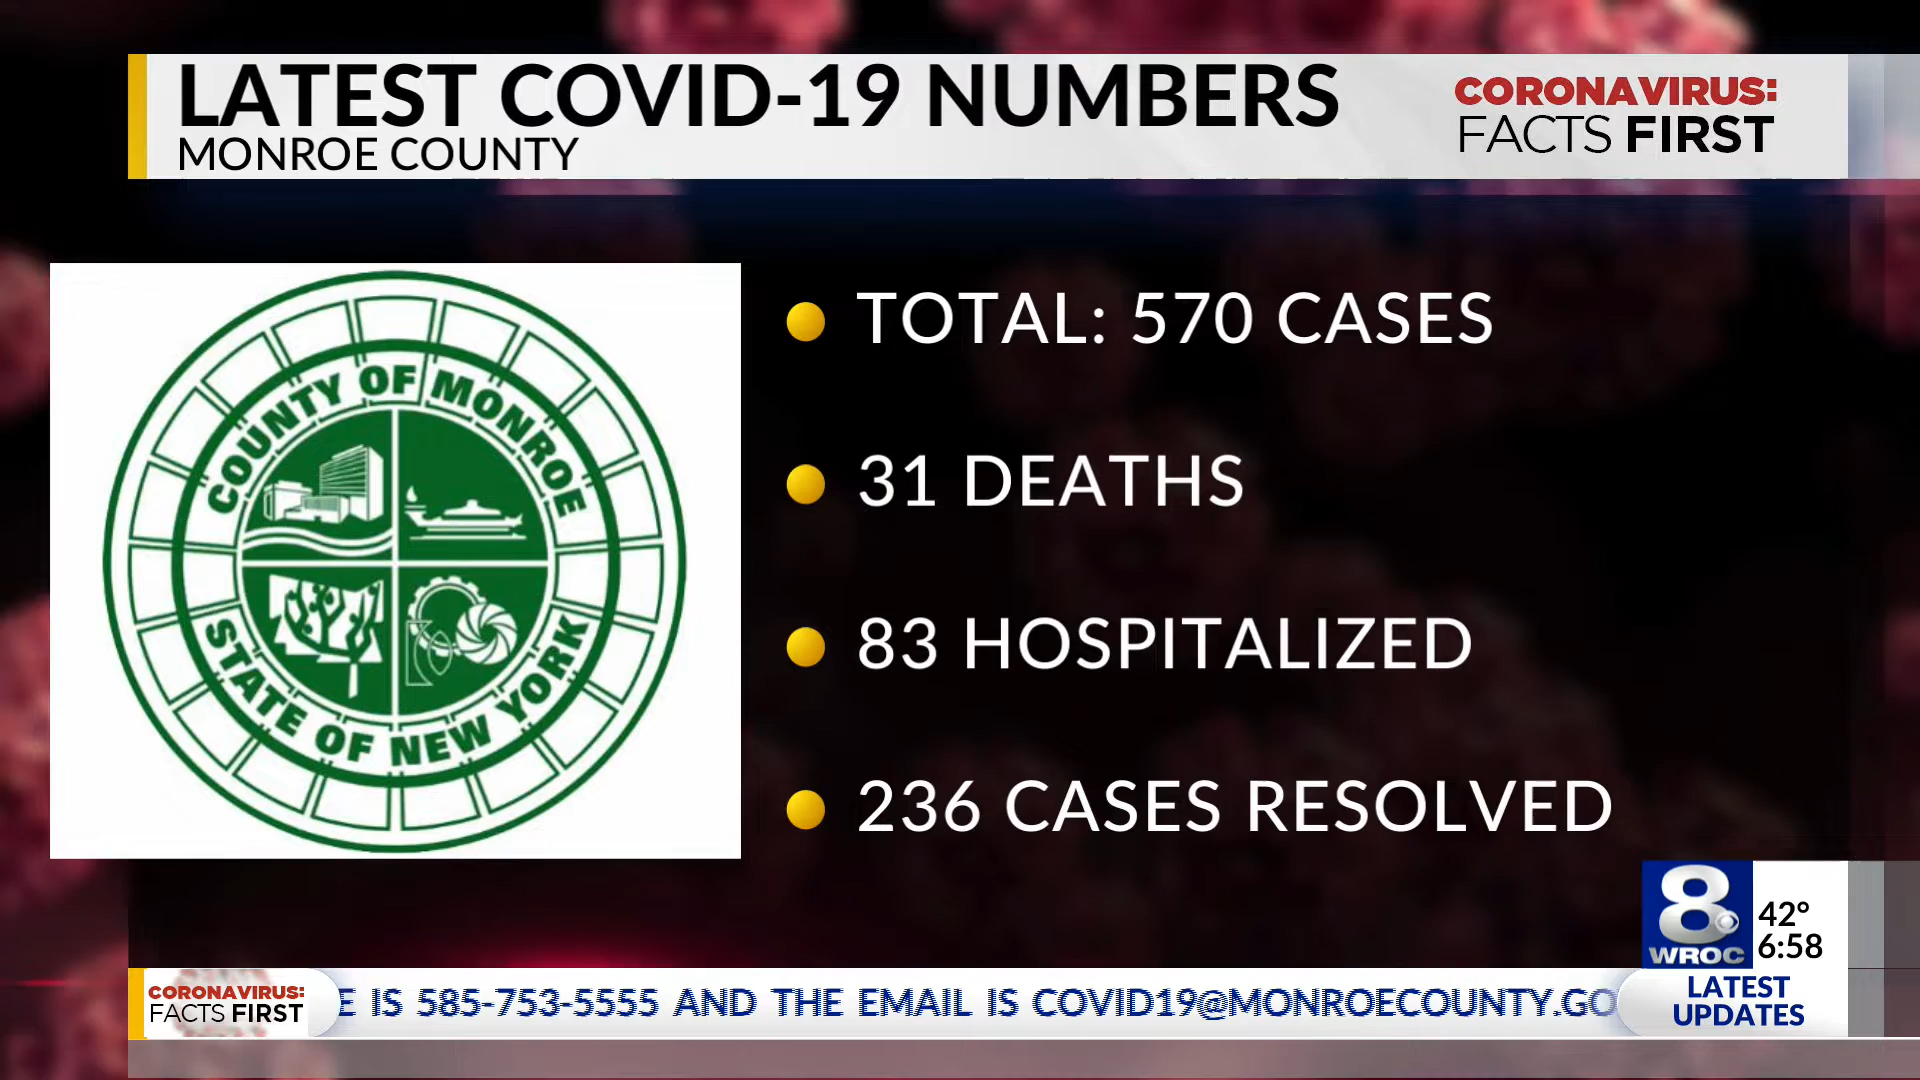 LATEST COVID-19 NUMBERS
MONROE COUNTY
CORONAVIRUS:
FACTS FIRST
COUNTY OF MONROE
STATE OF NEW YORK
TOTAL: 570 CASES
31 DEATHS
83 HOSPITALIZED
236 CASES RESOLVED
8
WROC
42°
6:58
CORONAVIRUS:
FACTS FIRST
E IS 585-753-5555 AND THE EMAIL IS COVID19@MONROECOUNTY.GO
LATEST
UPDATES